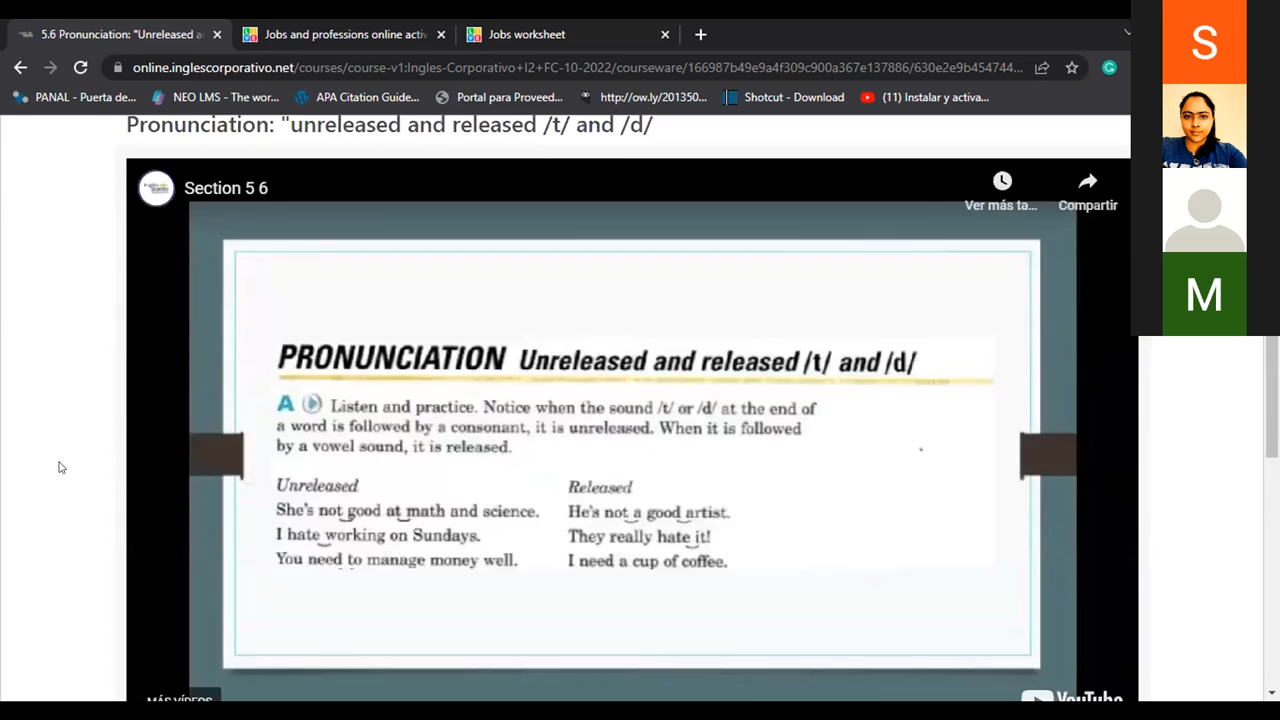 5.6 Pronunciation: "Unreleased a
Jobs and professions online activ
Jobs worksheet
online.inglescorporativo.net/courses/course-v1:Ingles-Corporativo+I2+FC-10-2022/courseware/166987b49e9a4f309c900a367e137886/630e2e9b454744...
PANAL - Puerta de...
NEO LMS - The wor...
APA Citation Guide...
Portal para Proveed...
http://ow.ly/201350...
Shotcut - Download
(11) Instalar y activa...
Pronunciation: "unreleased and released /t/ and /d/
S
Section 5 6
Ver más ta...
Compartir
M
PRONUNCIATION Unreleased and released /t/ and /d/
A Listen and practice. Notice when the sound /t/ or /d/ at the end of
a word is followed by a consonant, it is unreleased. When it is followed
by a vowel sound, it is released.
Unreleased
She's not good at math and science.
I hate working on Sundays.
You need to manage money well.
Released
He's not a good artist.
They really hate it!
I need a cup of coffee.
MÁS VÍDEOS
YouTube